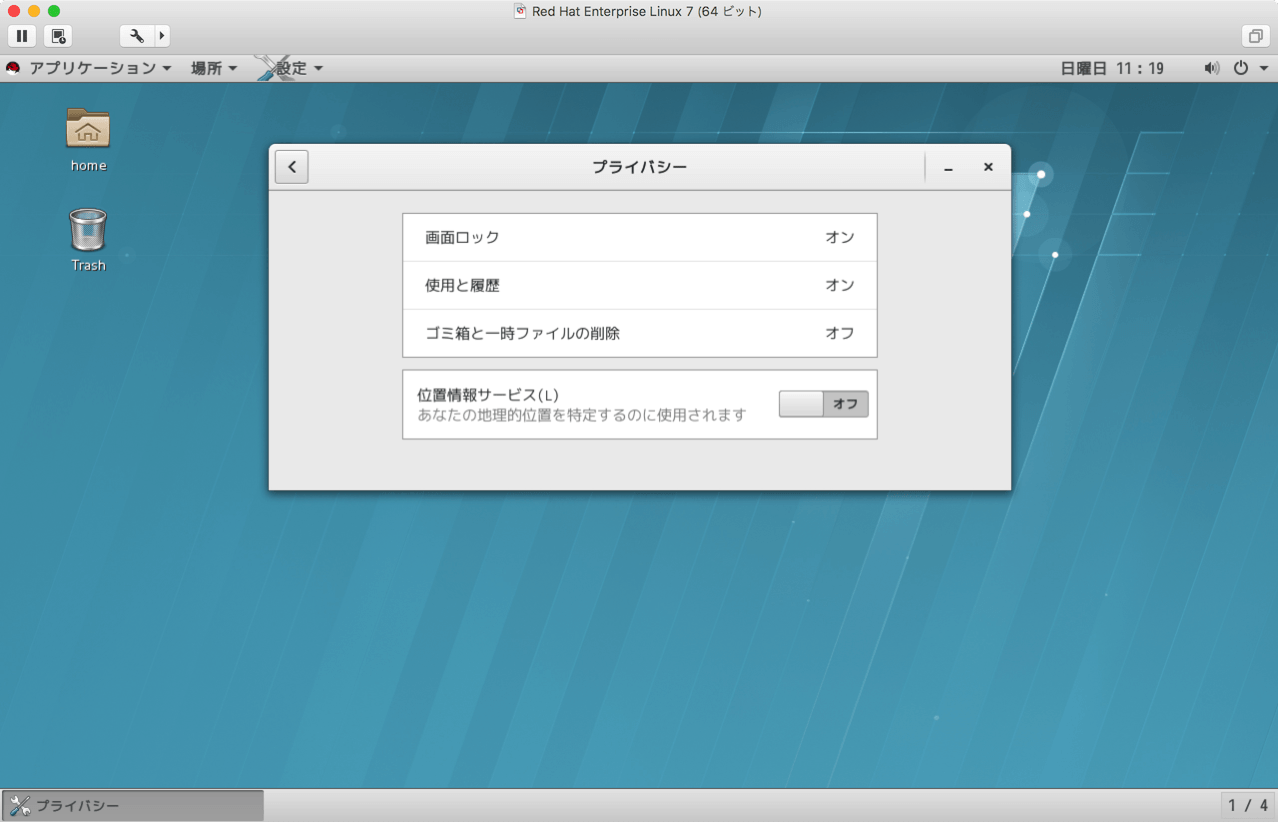 Red Hat Enterprise Linux 7 (64 ビット)
アプリケーション 場所 設定 日曜日 11 : 19
home
Trash
プライバシー
画面ロック オン
使用と履歴 オン
ゴミ箱と一時ファイルの削除 オフ
位置情報サービス(L) オフ
あなたの地理的位置を特定するのに使用されます
プライバシー 1 / 4